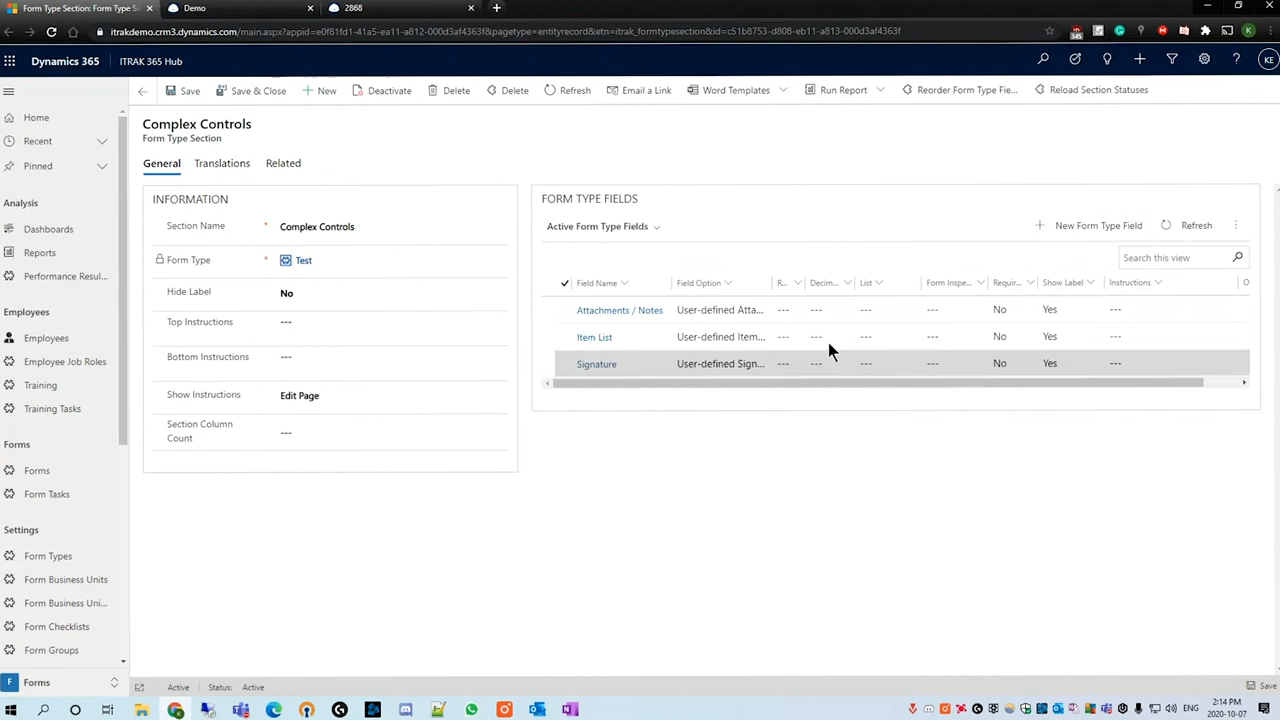 Form Type Section: Form Type S
Demo
2868
itrakdemo.crm3.dynamics.com/main.aspx?appid=e0f81fd1-41a5-ea11-a812-000d3af4363f&pagetype=entityrecord&etn=itrak_formtypesection&id=c51b8753-d808-eb11-a813-000d3af4363f
Dynamics 365
ITRAK 365 Hub
KE
Save
Save & Close
New
Deactivate
Delete
Delete
Refresh
Email a Link
Word Templates
Run Report
Reorder Form Type Fie...
Reload Section Statuses
Home
Recent
Pinned
Analysis
Dashboards
Reports
Performance Resul...
Employees
Employees
Employee Job Roles
Training
Training Tasks
Forms
Forms
Form Tasks
Settings
Form Types
Form Business Units
Form Business Uni...
Form Checklists
Form Groups
F Forms
Complex Controls
Form Type Section
General Translations Related
INFORMATION
Section Name * Complex Controls
Form Type * Test
Hide Label No
Top Instructions ---
Bottom Instructions ---
Show Instructions Edit Page
Section Column Count ---
FORM TYPE FIELDS
Active Form Type Fields
New Form Type Field
Refresh
Search this view
Field Name Field Option R... Decim... List Form Inspe... Requir... Show Label Instructions O
Attachments / Notes User-defined Atta... --- --- --- --- No Yes ---
Item List User-defined Item... --- --- --- --- No Yes ---
Signature User-defined Sign... --- --- --- --- No Yes ---
Active Status: Active
Save
ENG
2:14 PM
2020-10-07